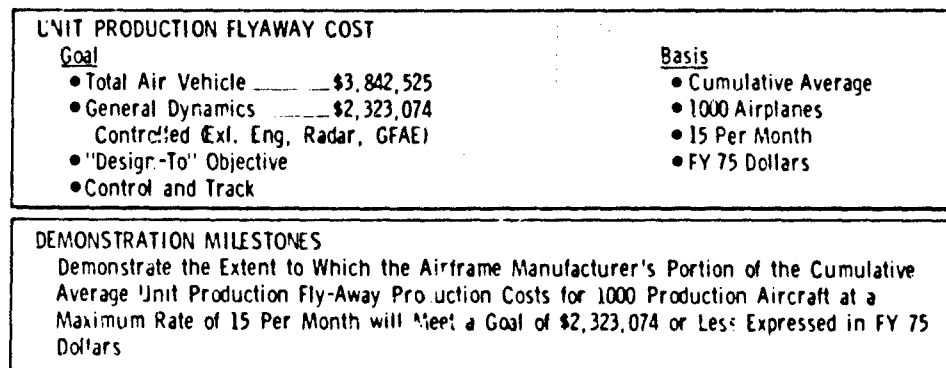 UNIT PRODUCTION FLYAWAY COST
Goal
• Total Air Vehicle ____ ____ $3,842,525
• General Dynamics ____ $2,323,074
Controlled (Exl. Eng, Radar, GFAE)
• "Design-To" Objective
• Control and Track
Basis
• Cumulative Average
• 1000 Airplanes
• 15 Per Month
• FY 75 Dollars
DEMONSTRATION MILESTONES
Demonstrate the Extent to Which the Airframe Manufacturer's Portion of the Cumulative
Average Unit Production Fly-Away Production Costs for 1000 Production Aircraft at a
Maximum Rate of 15 Per Month will Meet a Goal of $2,323,074 or Less Expressed in FY 75
Dollars